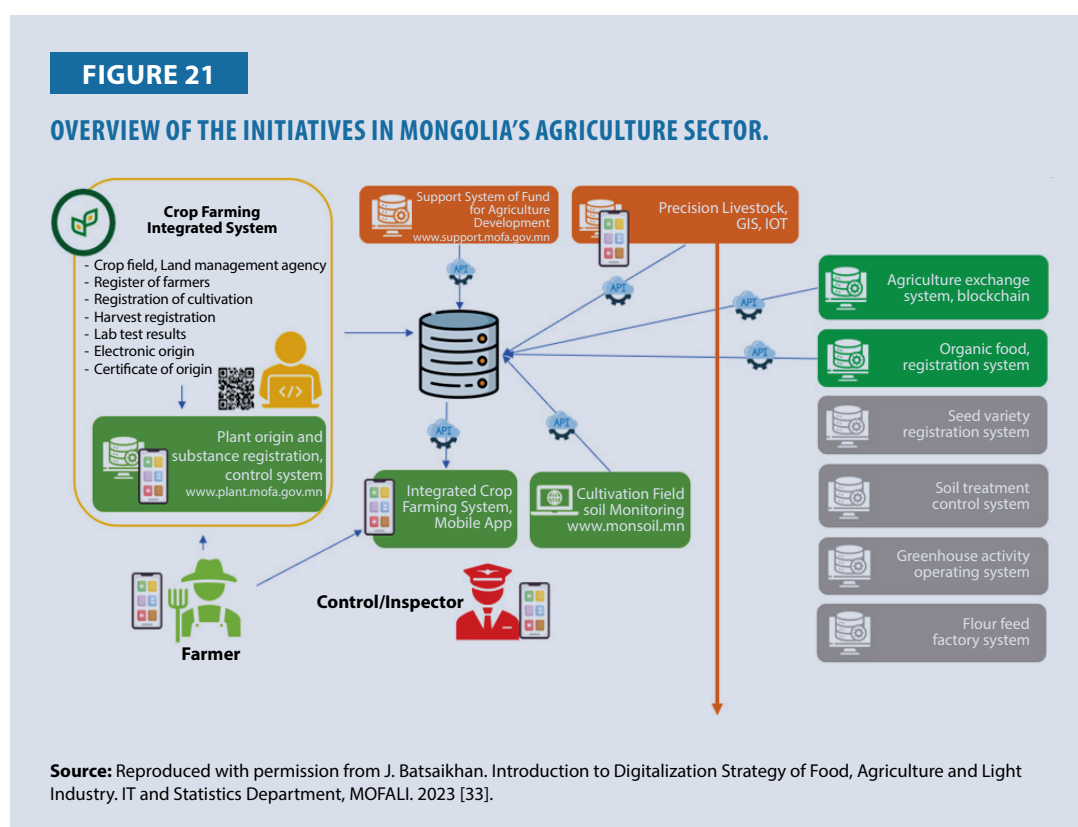 FIGURE 21
OVERVIEW OF THE INITIATIVES IN MONGOLIA'S AGRICULTURE SECTOR.
Crop Farming
Integrated System
- Crop field, Land management agency
- Register of farmers
- Registration of cultivation
- Harvest registration
- Lab test results
- Electronic origin
- Certificate of origin
</>
Plant origin and
substance registration,
control system
www.plant.mofa.gov.mn
Farmer
Support System of Fund
for Agriculture
Development
www.support.mofa.gov.mn
Precision Livestock,
GIS, IOT
API
API
API
API
API
API
Integrated Crop
Farming System,
Mobile App
Cultivation Field
soil Monitoring
www.monsoil.mn
Control/Inspector
Agriculture exchange
system, blockchain
Organic food,
registration system
Seed variety
registration system
Soil treatment
control system
Greenhouse activity
operating system
Flour feed
factory system
Source: Reproduced with permission from J. Batsaikhan. Introduction to Digitalization Strategy of Food, Agriculture and Light
Industry. IT and Statistics Department, MOFALI. 2023 [33].